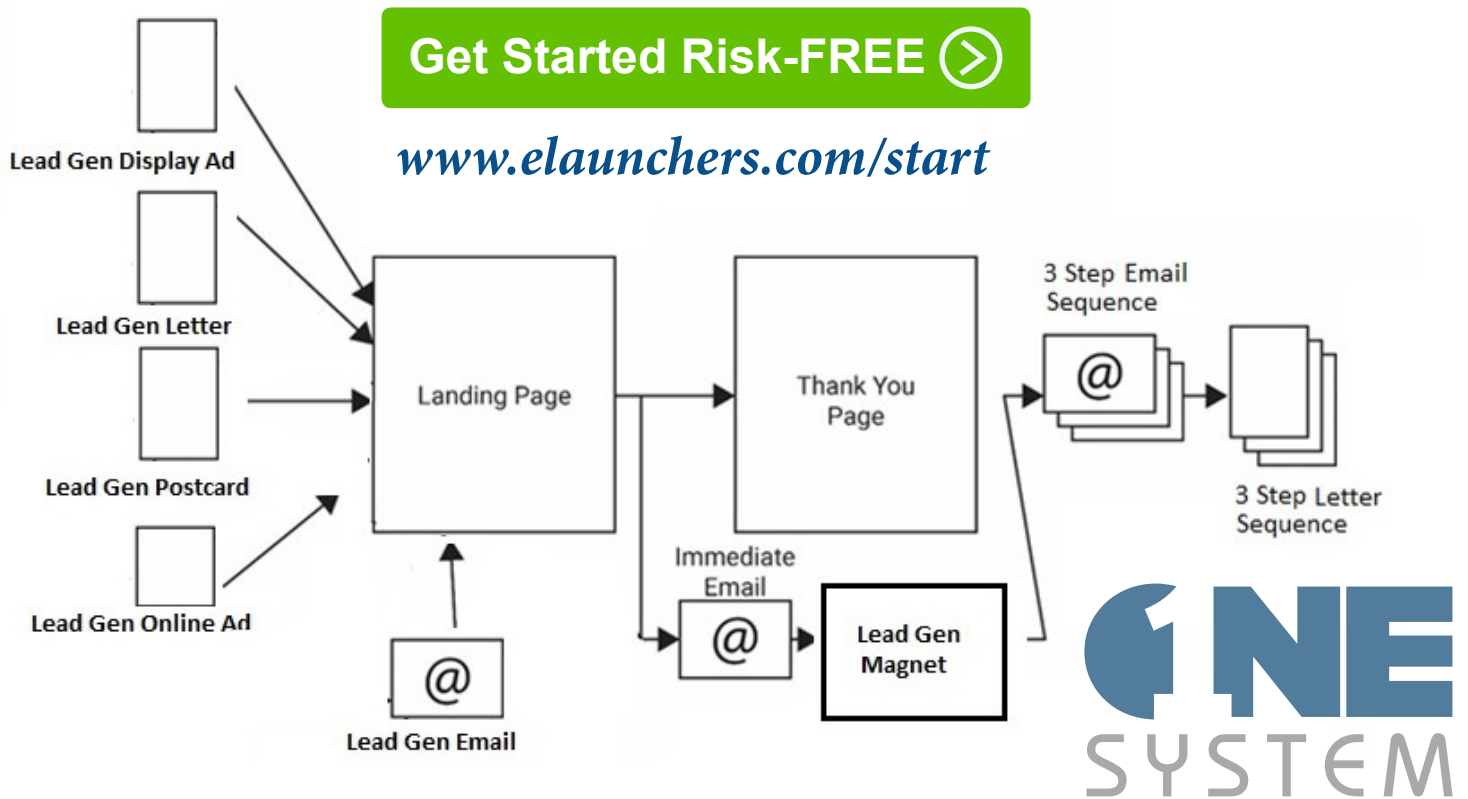 Get Started Risk-FREE
www.elaunchers.com/start
Lead Gen Display Ad
Lead Gen Letter
Lead Gen Postcard
Lead Gen Online Ad
@
Lead Gen Email
Landing Page
Thank You
Page
Immediate
Email
@
Lead Gen
Magnet
3 Step Email
Sequence
@
3 Step Letter
Sequence
1NE
SYSTEM